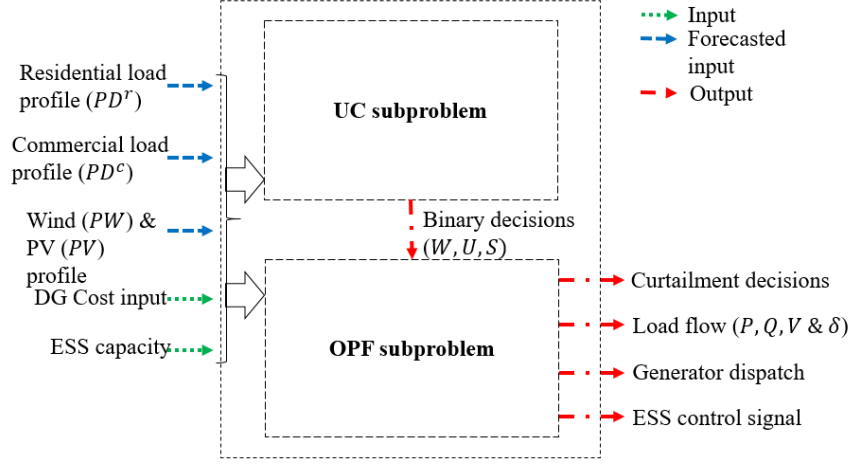 Residential load
profile (PD^r)
Commercial load
profile (PD^c)
Wind (PW) &
PV (PV)
profile
DG Cost input
ESS capacity
UC subproblem
Binary decisions
(W, U, S)
OPF subproblem
Input
Forecasted
input
Output
Curtailment decisions
Load flow (P, Q, V & δ)
Generator dispatch
ESS control signal